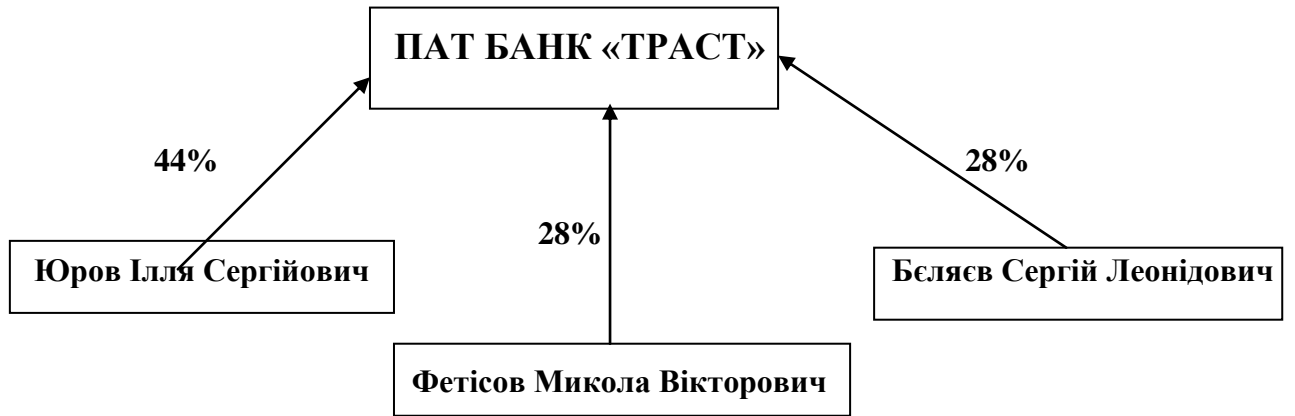 ПАТ БАНК «ТРАСТ»
44%
28%
28%
Юров Ілля Сергійович
Бєляєв Сергій Леонідович
Фетісов Микола Вікторович